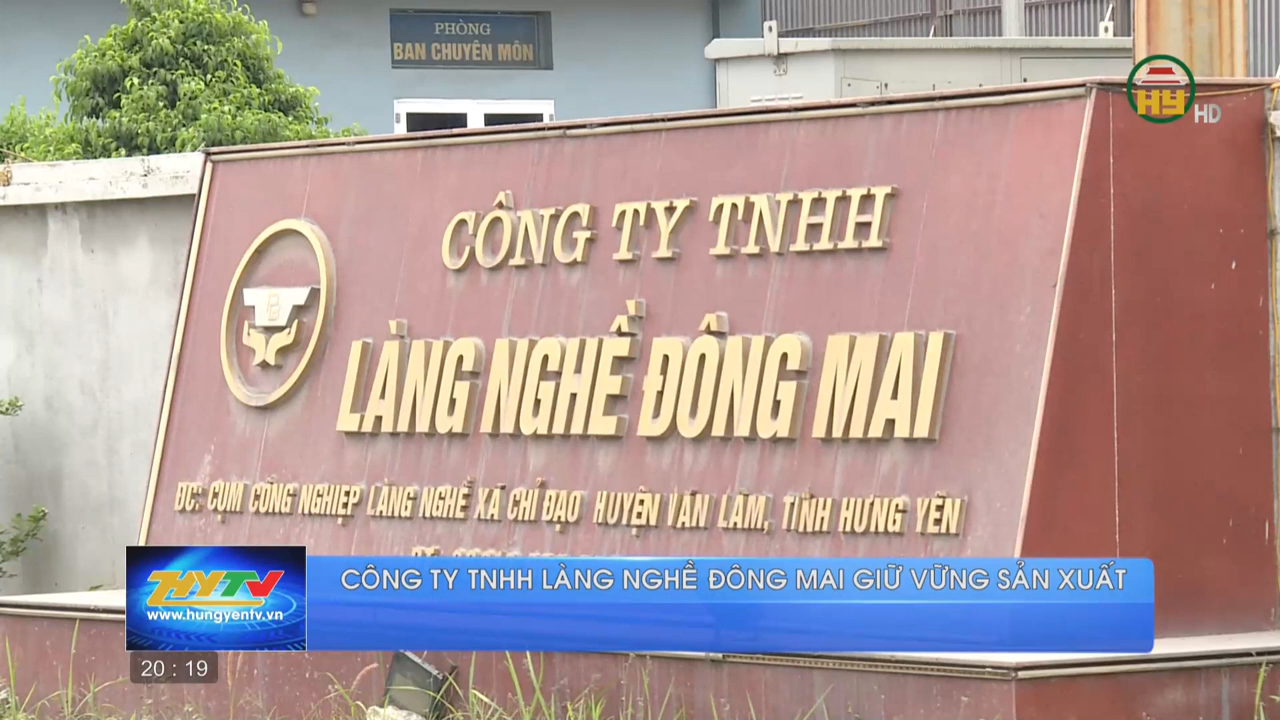 PHÒNG
BAN CHUYÊN MÔN
HY HD
CÔNG TY TNHH
LÀNG NGHỀ ĐÔNG MAI
ĐC: CỤM CÔNG NGHIỆP LÀNG NGHỀ XÃ CHỈ ĐẠO HUYỆN VĂN LÂM, TỈNH HƯNG YÊN
HYTV
www.hungyentv.vn
CÔNG TY TNHH LÀNG NGHỀ ĐÔNG MAI GIỮ VỮNG SẢN XUẤT
20 : 19